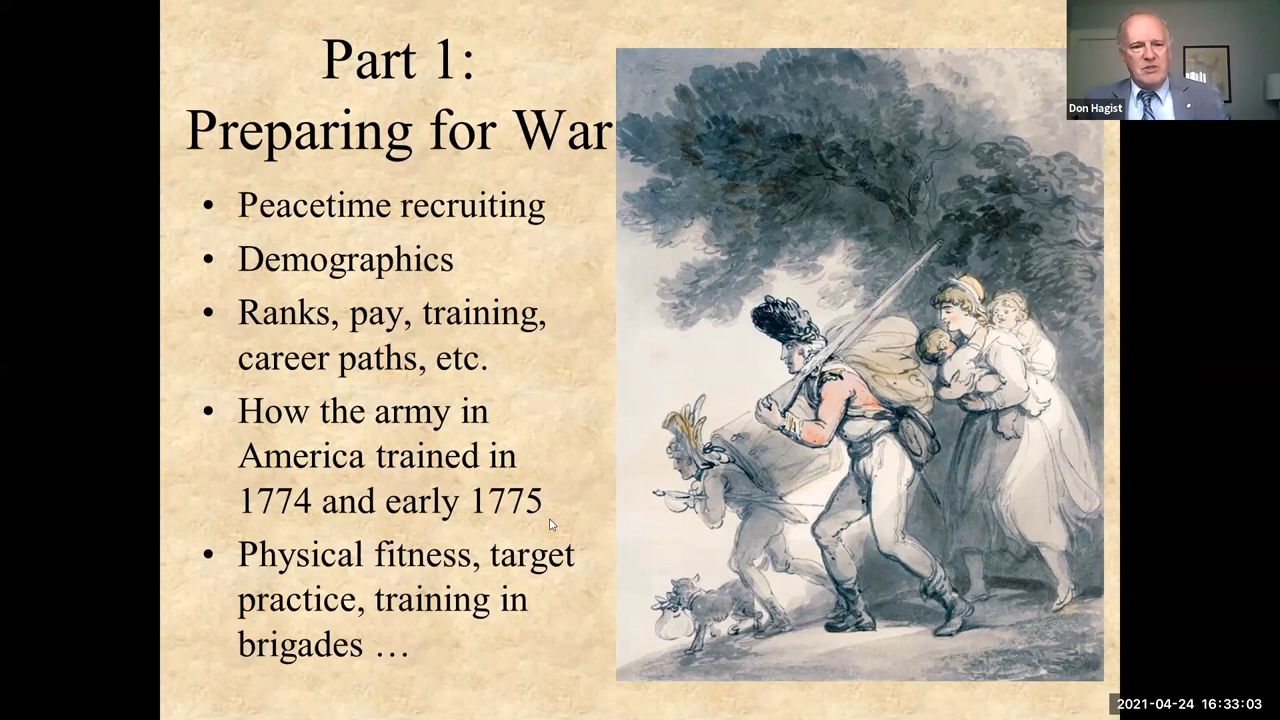 Part 1:
Preparing for War
• Peacetime recruiting
• Demographics
• Ranks, pay, training,
career paths, etc.
• How the army in
America trained in
1774 and early 1775
• Physical fitness, target
practice, training in
brigades …
Don Hagist
2021-04-24 16:33:03